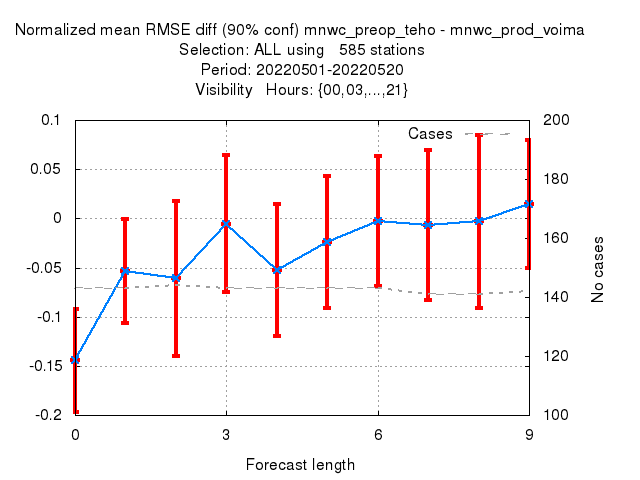 Normalized mean RMSE diff (90% conf) mnwc_preop_teho - mnwc_prod_voima
Selection: ALL using   585 stations
Period: 20220501-20220520
Visibility   Hours: {00,03,...,21}
Cases
0.1
0.05
0
-0.05
-0.1
-0.15
-0.2
200
180
160
140
120
100
No cases
0 3 6 9
Forecast length